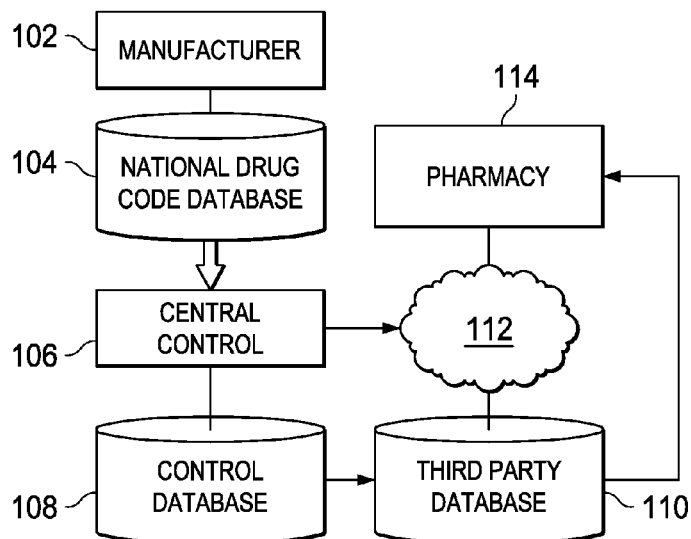 102
MANUFACTURER
114
104
NATIONAL DRUG
CODE DATABASE
PHARMACY
106
CENTRAL
CONTROL
112
108
CONTROL
DATABASE
THIRD PARTY
DATABASE
110